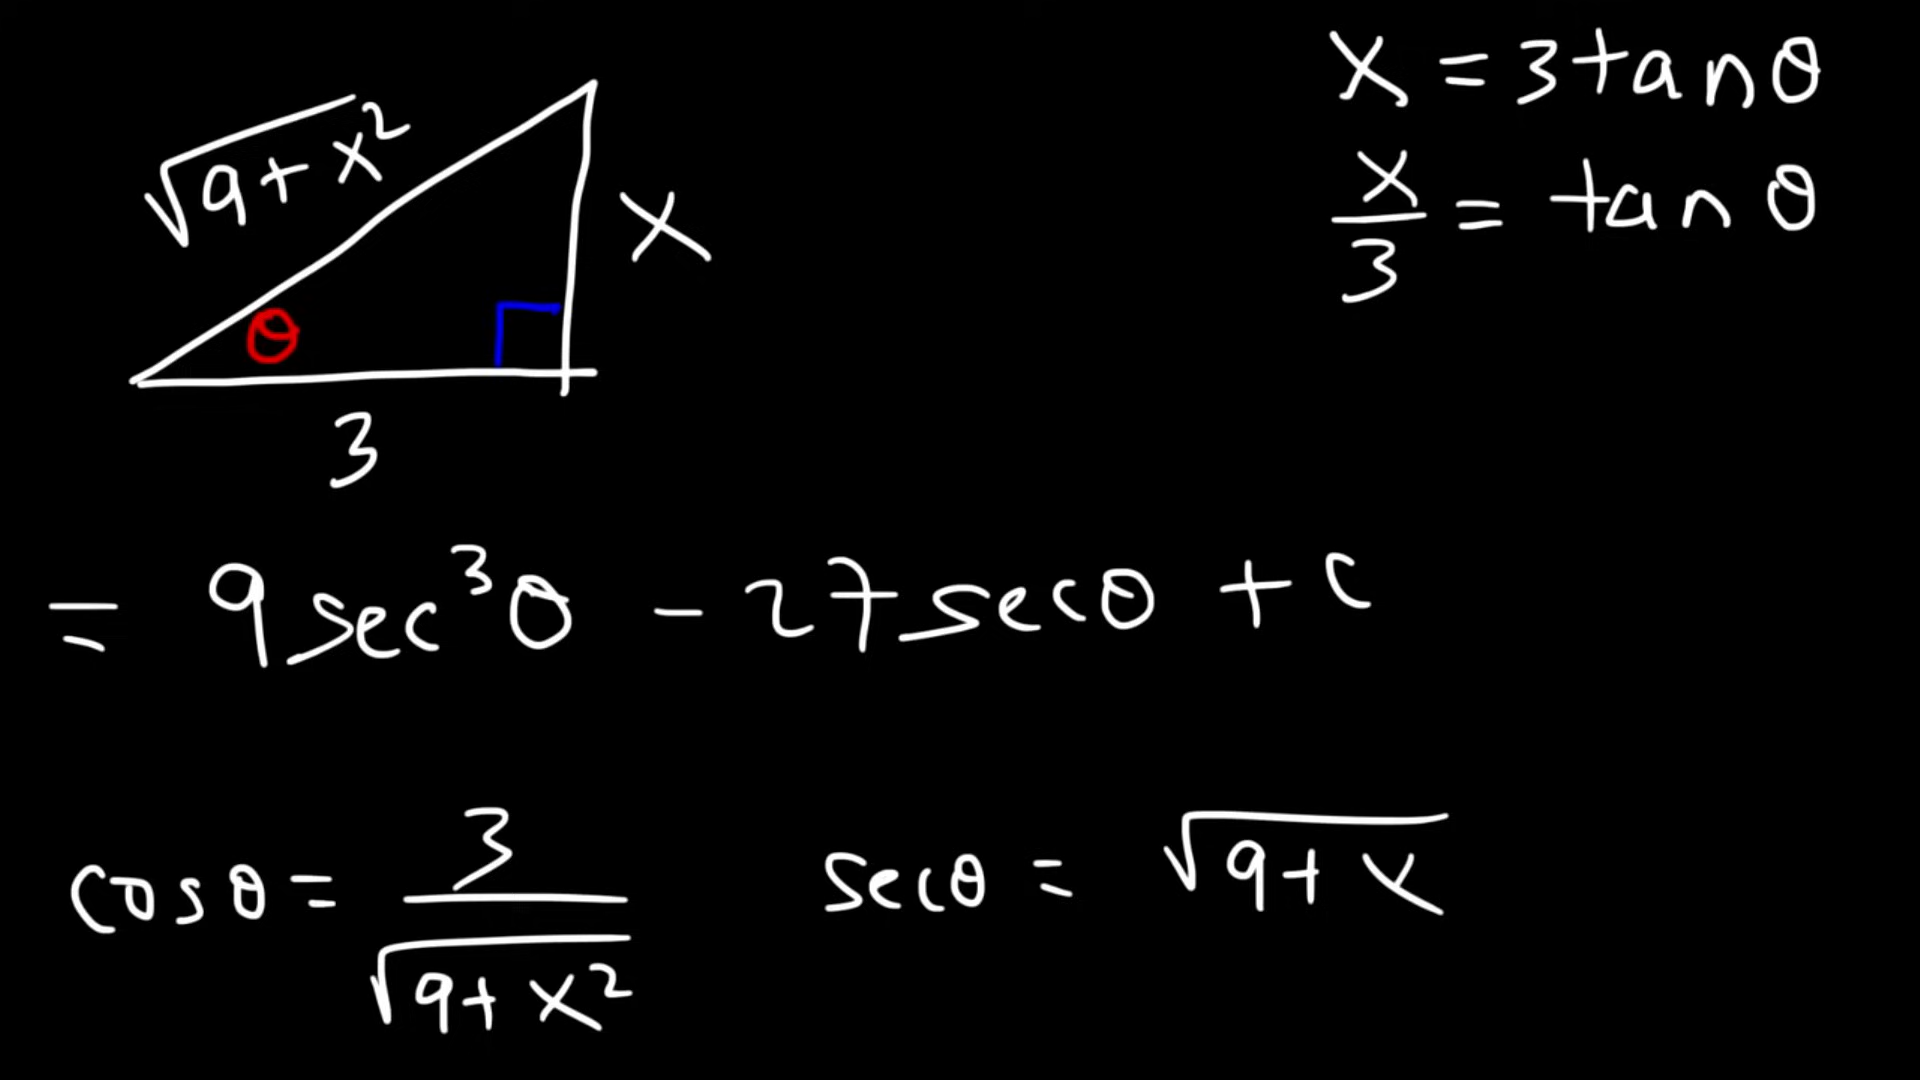 √9+x²
x
θ
3
x = 3tanθ
x/3 = tanθ
= 9sec³θ - 27secθ + c
cosθ = 3/√9+x²
secθ = √9+x